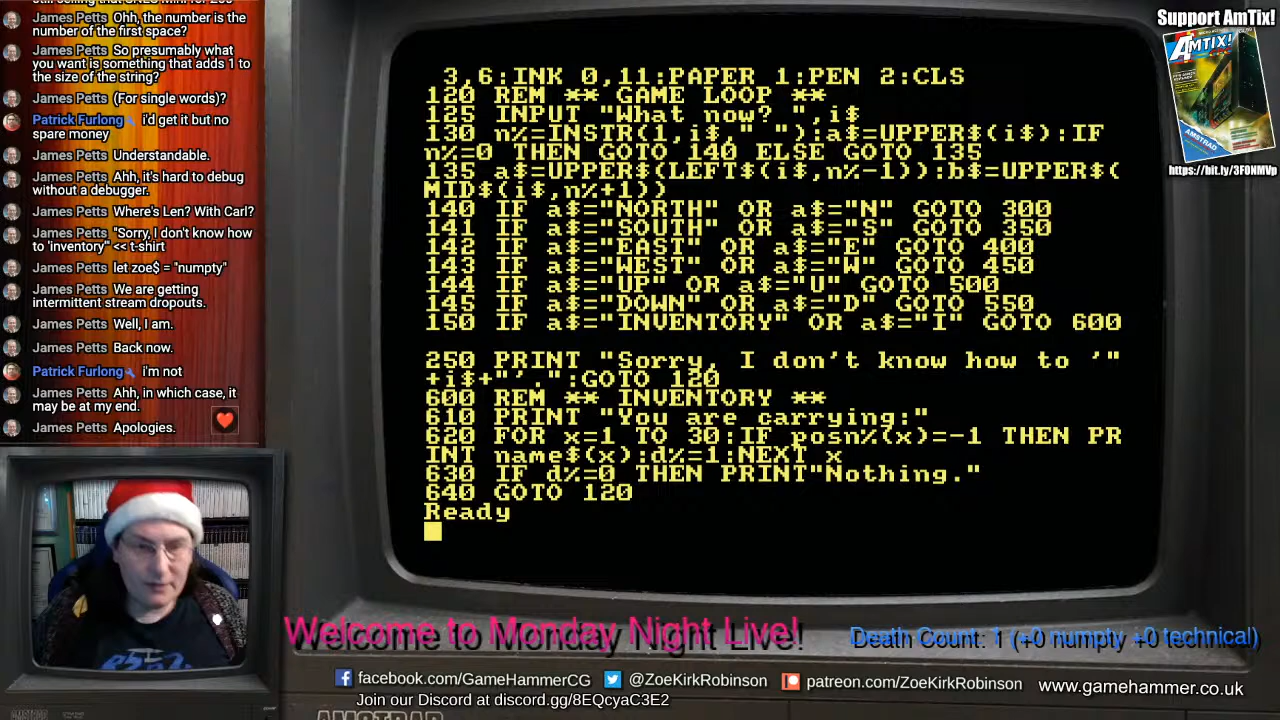 James Petts Ohh, the number is the
number of the first space?
James Petts So presumably what
you want is something that adds 1 to
the size of the string?
James Petts (For single words)?
Patrick Furlong i'd get it but no
spare money
James Petts Understandable.
James Petts Ahh, it's hard to debug
without a debugger.
James Petts Where's Len? With Carl?
James Petts "Sorry, I don't know how
to 'inventory'" << t-shirt
James Petts let zoe$ = "numpty"
James Petts We are getting
intermittent stream dropouts.
James Petts Well, I am.
James Petts Back now.
Patrick Furlong i'm not
James Petts Ahh, in which case, it
may be at my end.
James Petts Apologies.
3,6:INK 0,11:PAPER 1:PEN 2:CLS
120 REM ** GAME LOOP **
125 INPUT "What now? ",i$
130 n%=INSTR(1,i$," "):a$=UPPER$(i$):IF
n%=0 THEN GOTO 140 ELSE GOTO 135
135 a$=UPPER$(LEFT$(i$,n%-1)):b$=UPPER$(
MID$(i$,n%+1))
140 IF a$="NORTH" OR a$="N" GOTO 300
141 IF a$="SOUTH" OR a$="S" GOTO 350
142 IF a$="EAST" OR a$="E" GOTO 400
143 IF a$="WEST" OR a$="W" GOTO 450
144 IF a$="UP" OR a$="U" GOTO 500
145 IF a$="DOWN" OR a$="D" GOTO 550
150 IF a$="INVENTORY" OR a$="I" GOTO 600
250 PRINT "Sorry, I don't know how to '"
+i$+"'.":GOTO 120
600 REM ** INVENTORY **
610 PRINT "You are carrying:"
620 FOR x=1 TO 30:IF posn%(x)=-1 THEN PR
INT name$(x):d%=1:NEXT x
630 IF d%=0 THEN PRINT"Nothing."
640 GOTO 120
Ready
Support AmTix!
AMTIX!
AMSTRAD
https://bit.ly/3F0NMVp
Welcome to Monday Night Live!
Death Count: 1 (+0 numpty +0 technical)
facebook.com/GameHammerCG @ZoeKirkRobinson patreon.com/ZoeKirkRobinson www.gamehammer.co.uk
Join our Discord at discord.gg/8EQcyaC3E2
AMSTRAD